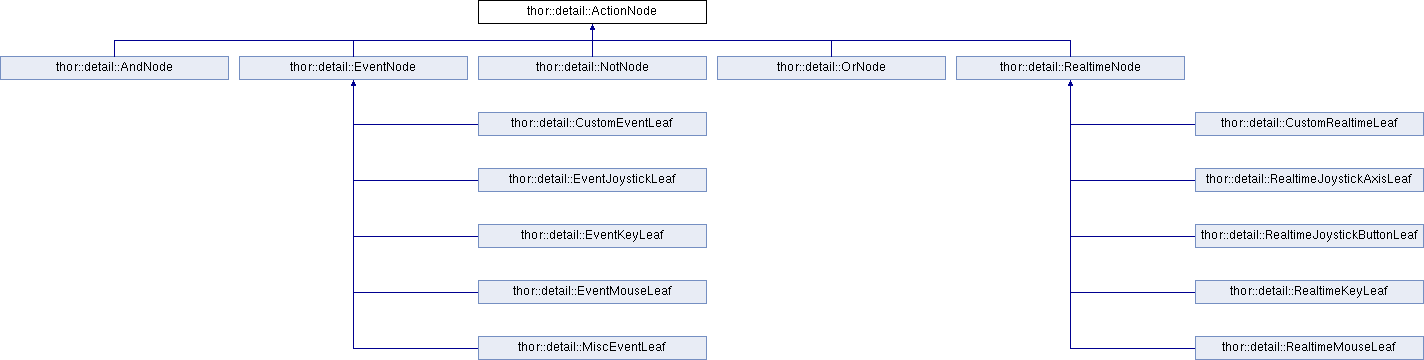 thor::detail::ActionNode
thor::detail::AndNode
thor::detail::EventNode
thor::detail::NotNode
thor::detail::OrNode
thor::detail::RealtimeNode
thor::detail::CustomEventLeaf
thor::detail::CustomRealtimeLeaf
thor::detail::EventJoystickLeaf
thor::detail::RealtimeJoystickAxisLeaf
thor::detail::EventKeyLeaf
thor::detail::RealtimeJoystickButtonLeaf
thor::detail::EventMouseLeaf
thor::detail::RealtimeKeyLeaf
thor::detail::MiscEventLeaf
thor::detail::RealtimeMouseLeaf